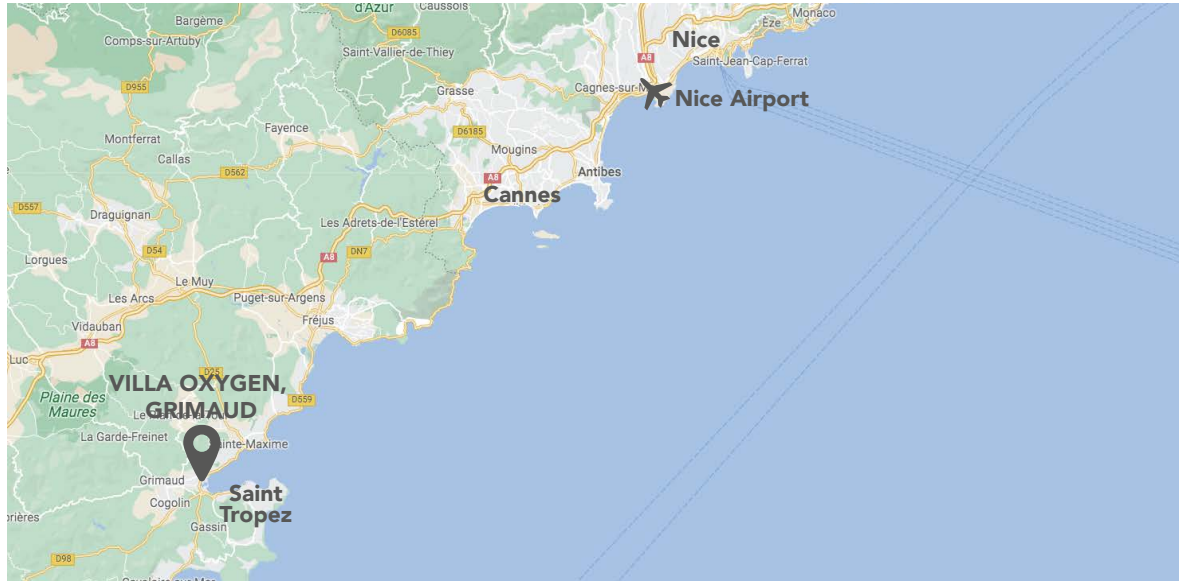 d'Azur
Caussols
Bargème
D6085
Monaco
Èze
Comps-sur-Artuby
Saint-Vallier-de-Thiey
A8
Nice
Saint-Jean-Cap-Ferrat
D955
Grasse
Cagnes-sur-M
Nice Airport
Montferrat
Fayence
D6185
Mougins
Callas
D562
A8
Antibes
Cannes
D557
Draguignan
Les Adrets-de-l'Estérel
D54
DN7
A8
Lorgues
Le Muy
Les Arcs
Puget-sur-Argens
Vidauban
Fréjus
A8
Luc
D25
VILLA OXYGEN,
GRIMAUD
Plaine des
Maures
D559
La Garde-Freinet
nte-Maxime
Grimaud
Saint
Tropez
Cogolin
Gassin
D98